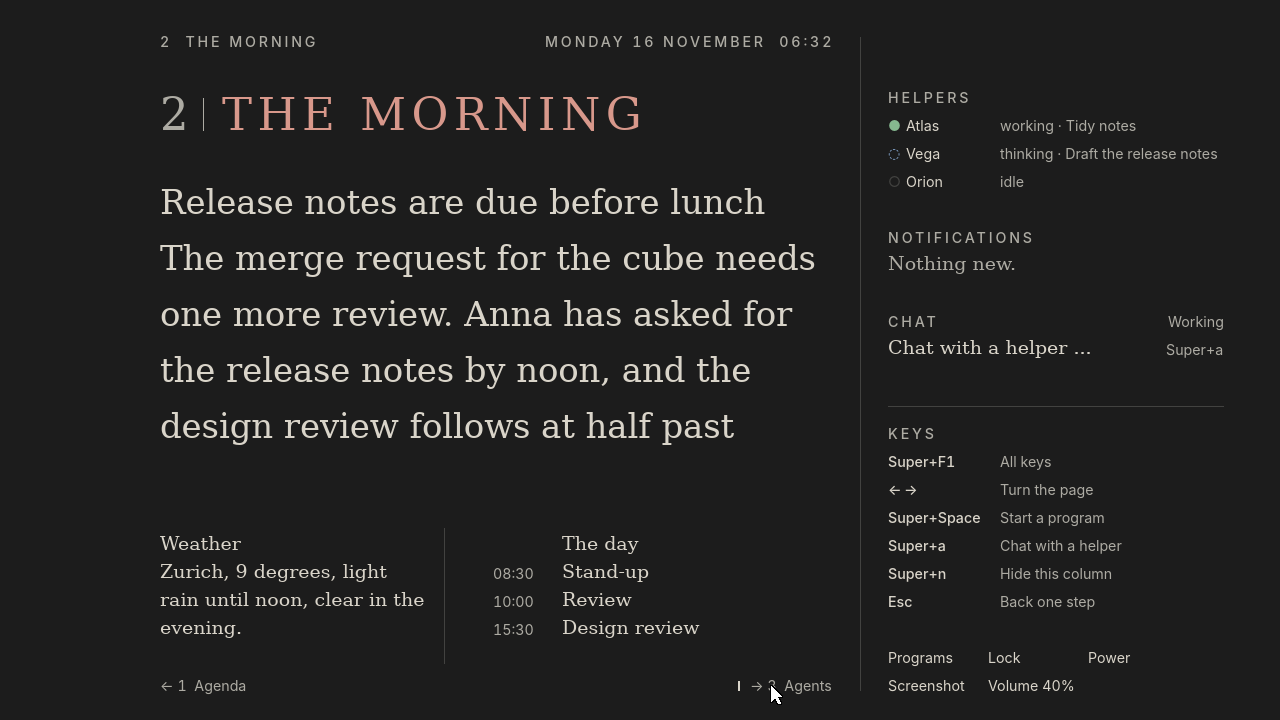 2 THE MORNING
MONDAY 16 NOVEMBER 06:32
2 THE MORNING
Release notes are due before lunch
The merge request for the cube needs
one more review. Anna has asked for
the release notes by noon, and the
design review follows at half past
Weather
Zurich, 9 degrees, light
rain until noon, clear in the
evening.
The day
08:30 Stand-up
10:00 Review
15:30 Design review
← 1 Agenda
→ 3 Agents
HELPERS
Atlas working · Tidy notes
Vega thinking · Draft the release notes
Orion idle
NOTIFICATIONS
Nothing new.
CHAT Working
Chat with a helper ... Super+a
KEYS
Super+F1 All keys
← → Turn the page
Super+Space Start a program
Super+a Chat with a helper
Super+n Hide this column
Esc Back one step
Programs Lock Power
Screenshot Volume 40%